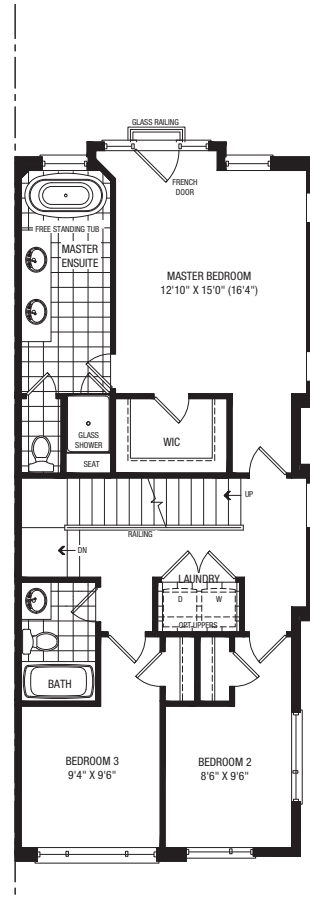 GLASS RAILING
FRENCH
DOOR
FREE STANDING TUB
MASTER
ENSUITE
MASTER BEDROOM
12'10" X 15'0" (16'4")
GLASS
SHOWER
SEAT
WIC
UP
RAILING
DN
LAUNDRY
D W
OPT UPPERS
BATH
BEDROOM 3
9'4" X 9'6"
BEDROOM 2
8'6" X 9'6"